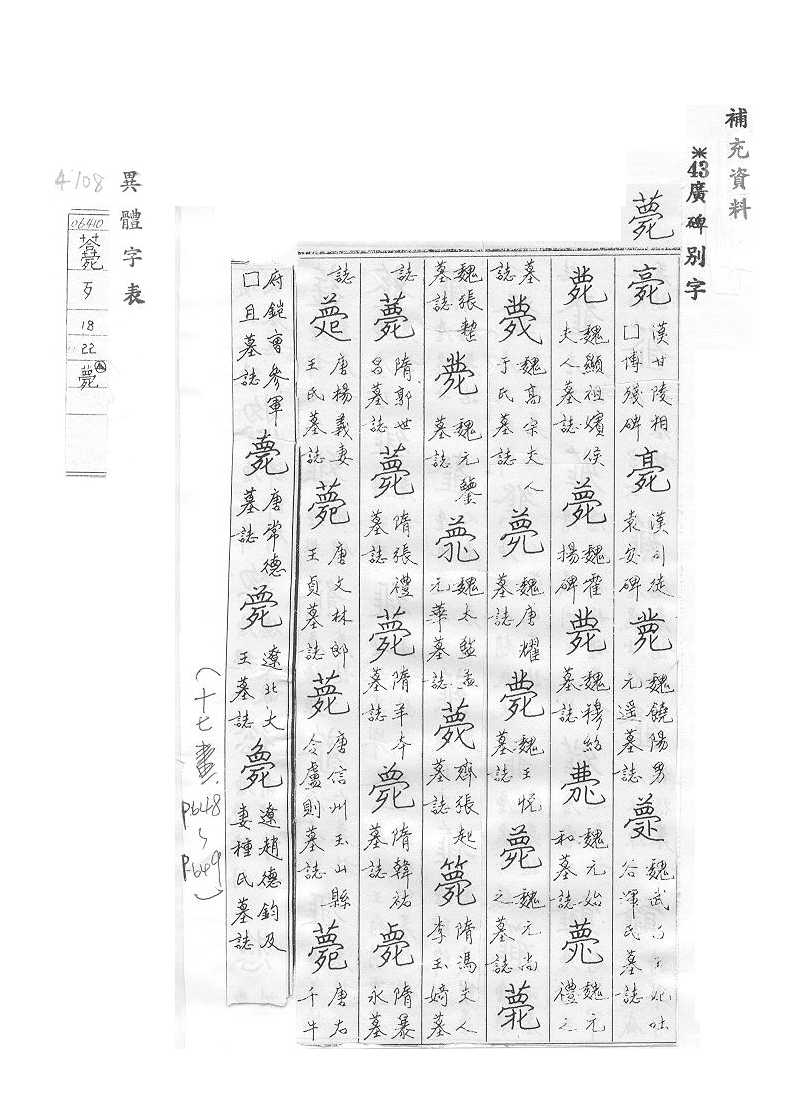 補充資料
*43廣碑別字
薨
薨 漢甘陵相□博殘碑 薨 漢司徒袁安碑 薨 魏饒陽男元遥墓誌 薨 魏武
谷渾氏墓誌
薨 魏顯祖嬪侯夫人墓誌 薨 魏霍揚碑 薨 魏穆紹墓誌 薨 魏元始和墓誌 薨 魏元禮之
墓誌 薨 魏高宗夫人于氏墓誌 薨 魏唐耀墓誌 薨 魏王悅墓誌 薨 魏元尚之墓誌 薨
魏張整墓誌 薨 魏元鑒墓誌 薨 魏太監孟元華墓誌 薨 齊張起墓誌 薨 隋馮夫人李玉婍墓
誌 薨 隋郭世昌墓誌 薨 隋張禮墓誌 薨 隋羊本墓誌 薨 隋韓祐墓誌 薨 隋暴永墓
誌 薨 唐楊義妻王氏墓誌 薨 唐文林郎王貞墓誌 薨 唐信州玉山縣令盧則墓誌 薨 唐右千牛
府鎧曹參軍□且墓誌 薨 唐常德墓誌 薨 遼北大王墓誌 薨 遼趙德鈞及妻種氏墓誌
(十七畫 P648~P649)
異體字表
4108
06410
薨
歹
18
22
薨